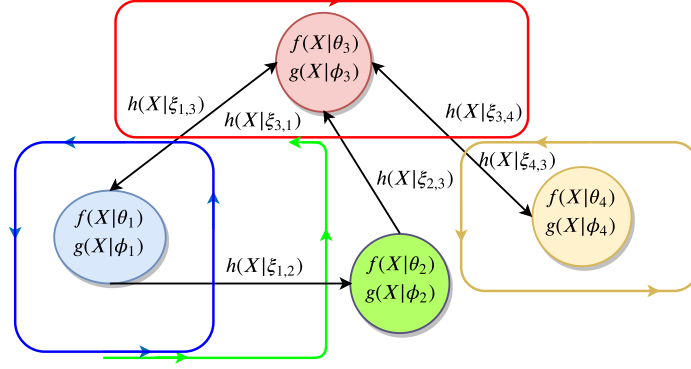 f(X|θ₃)
g(X|ϕ₃)
h(X|ξ₁,₃)
h(X|ξ₃,₁)
h(X|ξ₃,₄)
h(X|ξ₄,₃)
h(X|ξ₂,₃)
f(X|θ₁)
g(X|ϕ₁)
f(X|θ₄)
g(X|ϕ₄)
h(X|ξ₁,₂)
f(X|θ₂)
g(X|ϕ₂)